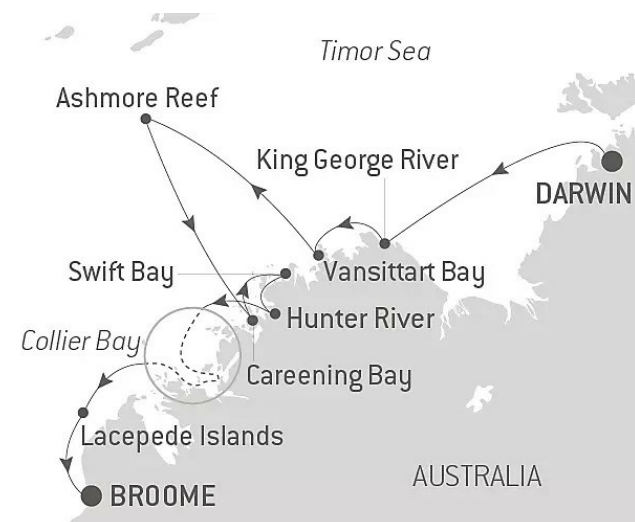 Timor Sea
Ashmore Reef
King George River
DARWIN
Swift Bay
Vansittart Bay
Hunter River
Collier Bay
Careening Bay
Lacepede Islands
AUSTRALIA
BROOME